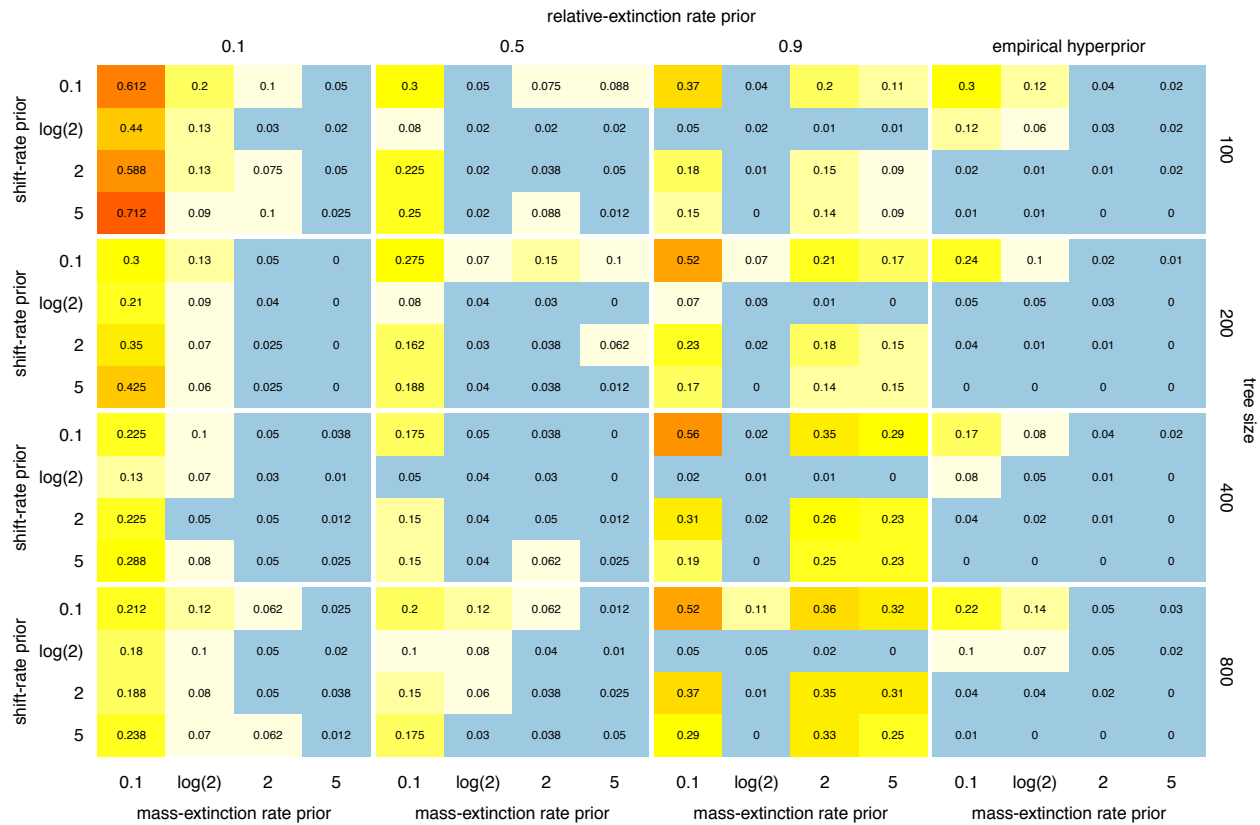 relative-extinction rate prior
0.1 0.5 0.9 empirical hyperprior
shift-rate prior
0.1 0.612 0.2 0.1 0.05 0.3 0.05 0.075 0.088 0.37 0.04 0.2 0.11 0.3 0.12 0.04 0.02
log(2) 0.44 0.13 0.03 0.02 0.08 0.02 0.02 0.02 0.05 0.02 0.01 0.01 0.12 0.06 0.03 0.02
2 0.588 0.13 0.075 0.05 0.225 0.02 0.038 0.05 0.18 0.01 0.15 0.09 0.02 0.01 0.01 0.02
5 0.712 0.09 0.1 0.025 0.25 0.02 0.088 0.012 0.15 0 0.14 0.09 0.01 0.01 0 0
100
shift-rate prior
0.1 0.3 0.13 0.05 0 0.275 0.07 0.15 0.1 0.52 0.07 0.21 0.17 0.24 0.1 0.02 0.01
log(2) 0.21 0.09 0.04 0 0.08 0.04 0.03 0 0.07 0.03 0.01 0 0.05 0.05 0.03 0
2 0.35 0.07 0.025 0 0.162 0.03 0.038 0.062 0.23 0.02 0.18 0.15 0.04 0.01 0.01 0
5 0.425 0.06 0.025 0 0.188 0.04 0.038 0.012 0.17 0 0.14 0.15 0 0 0 0
200
tree size
shift-rate prior
0.1 0.225 0.1 0.05 0.038 0.175 0.05 0.038 0 0.56 0.02 0.35 0.29 0.17 0.08 0.04 0.02
log(2) 0.13 0.07 0.03 0.01 0.05 0.04 0.03 0 0.02 0.01 0.01 0 0.08 0.05 0.01 0
2 0.225 0.05 0.05 0.012 0.15 0.04 0.05 0.012 0.31 0.02 0.26 0.23 0.04 0.02 0.01 0
5 0.288 0.08 0.05 0.025 0.15 0.04 0.062 0.025 0.19 0 0.25 0.23 0 0 0 0
400
shift-rate prior
0.1 0.212 0.12 0.062 0.025 0.2 0.12 0.062 0.012 0.52 0.11 0.36 0.32 0.22 0.14 0.05 0.03
log(2) 0.18 0.1 0.05 0.02 0.1 0.08 0.04 0.01 0.05 0.05 0.02 0 0.1 0.07 0.05 0.02
2 0.188 0.08 0.05 0.038 0.15 0.06 0.038 0.025 0.37 0.01 0.35 0.31 0.04 0.04 0.02 0
5 0.238 0.07 0.062 0.012 0.175 0.03 0.038 0.05 0.29 0 0.33 0.25 0.01 0 0 0
800
0.1 log(2) 2 5 0.1 log(2) 2 5 0.1 log(2) 2 5 0.1 log(2) 2 5
mass-extinction rate prior mass-extinction rate prior mass-extinction rate prior mass-extinction rate prior